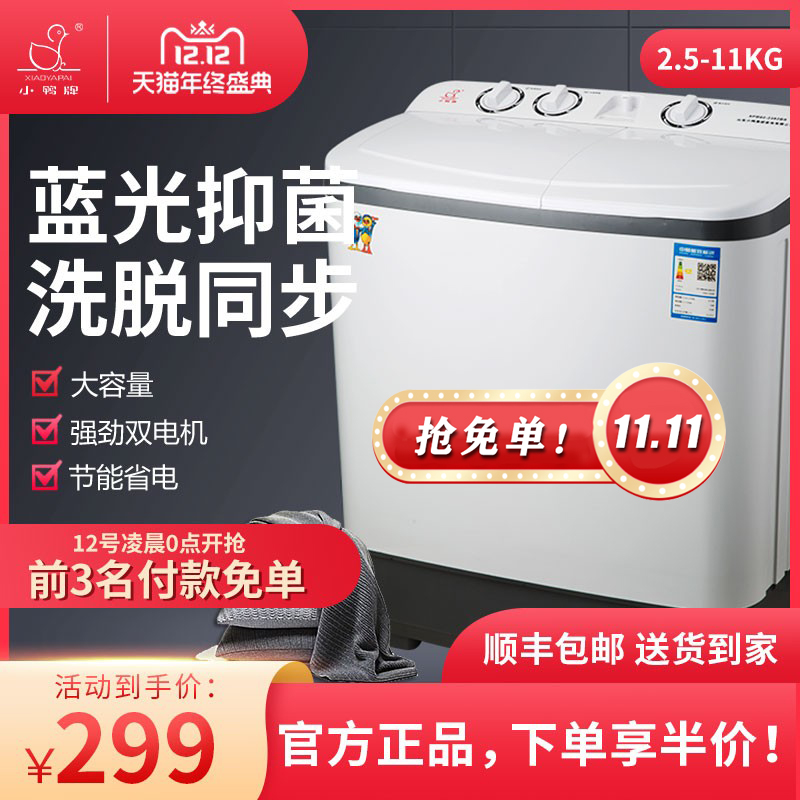 ®
XIAOYAPAI
小鸭牌
12.12
天猫年终盛典
2.5-11KG
蓝光抑菌
洗脱同步
大容量
强劲双电机
节能省电
抢免单！
11.11
12号凌晨0点开抢
前3名付款免单
顺丰包邮 送货到家
活动到手价：
¥299
官方正品，下单享半价！